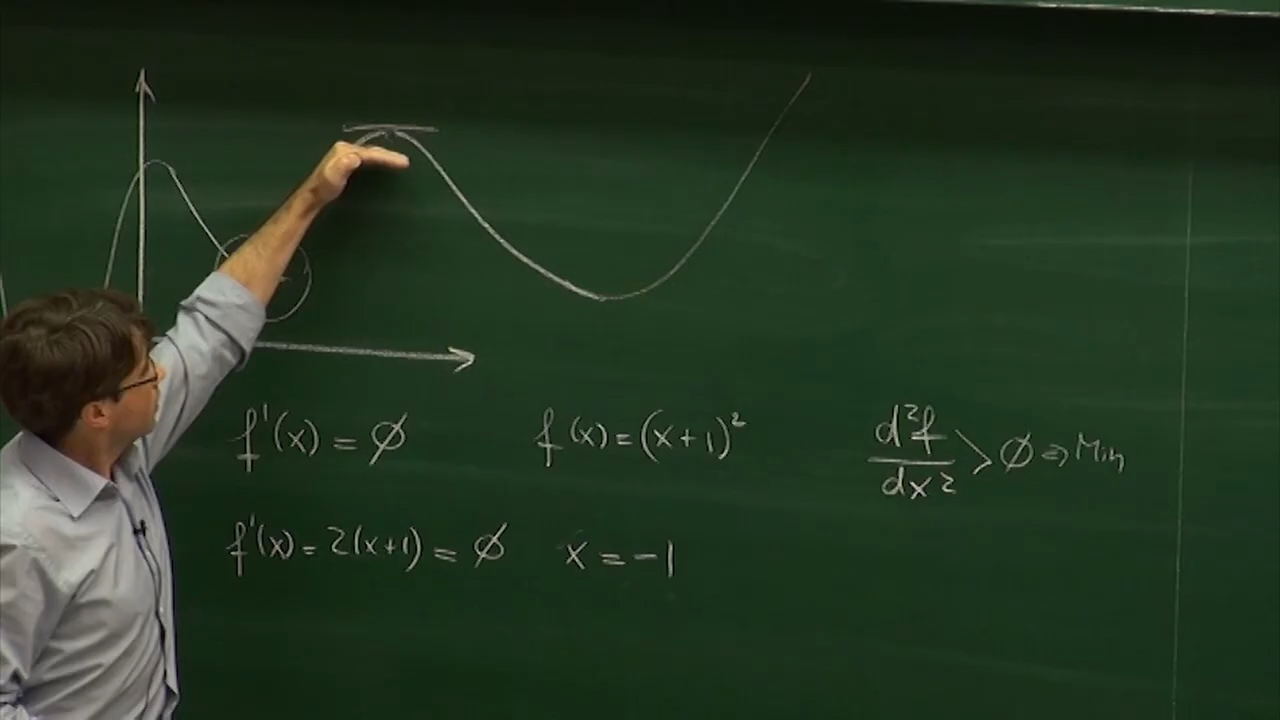 f'(x) = ∅
f(x) = (x+1)²
d²f/dx² > ∅ ⇒ Min
f'(x) = 2(x+1) = ∅
x = -1